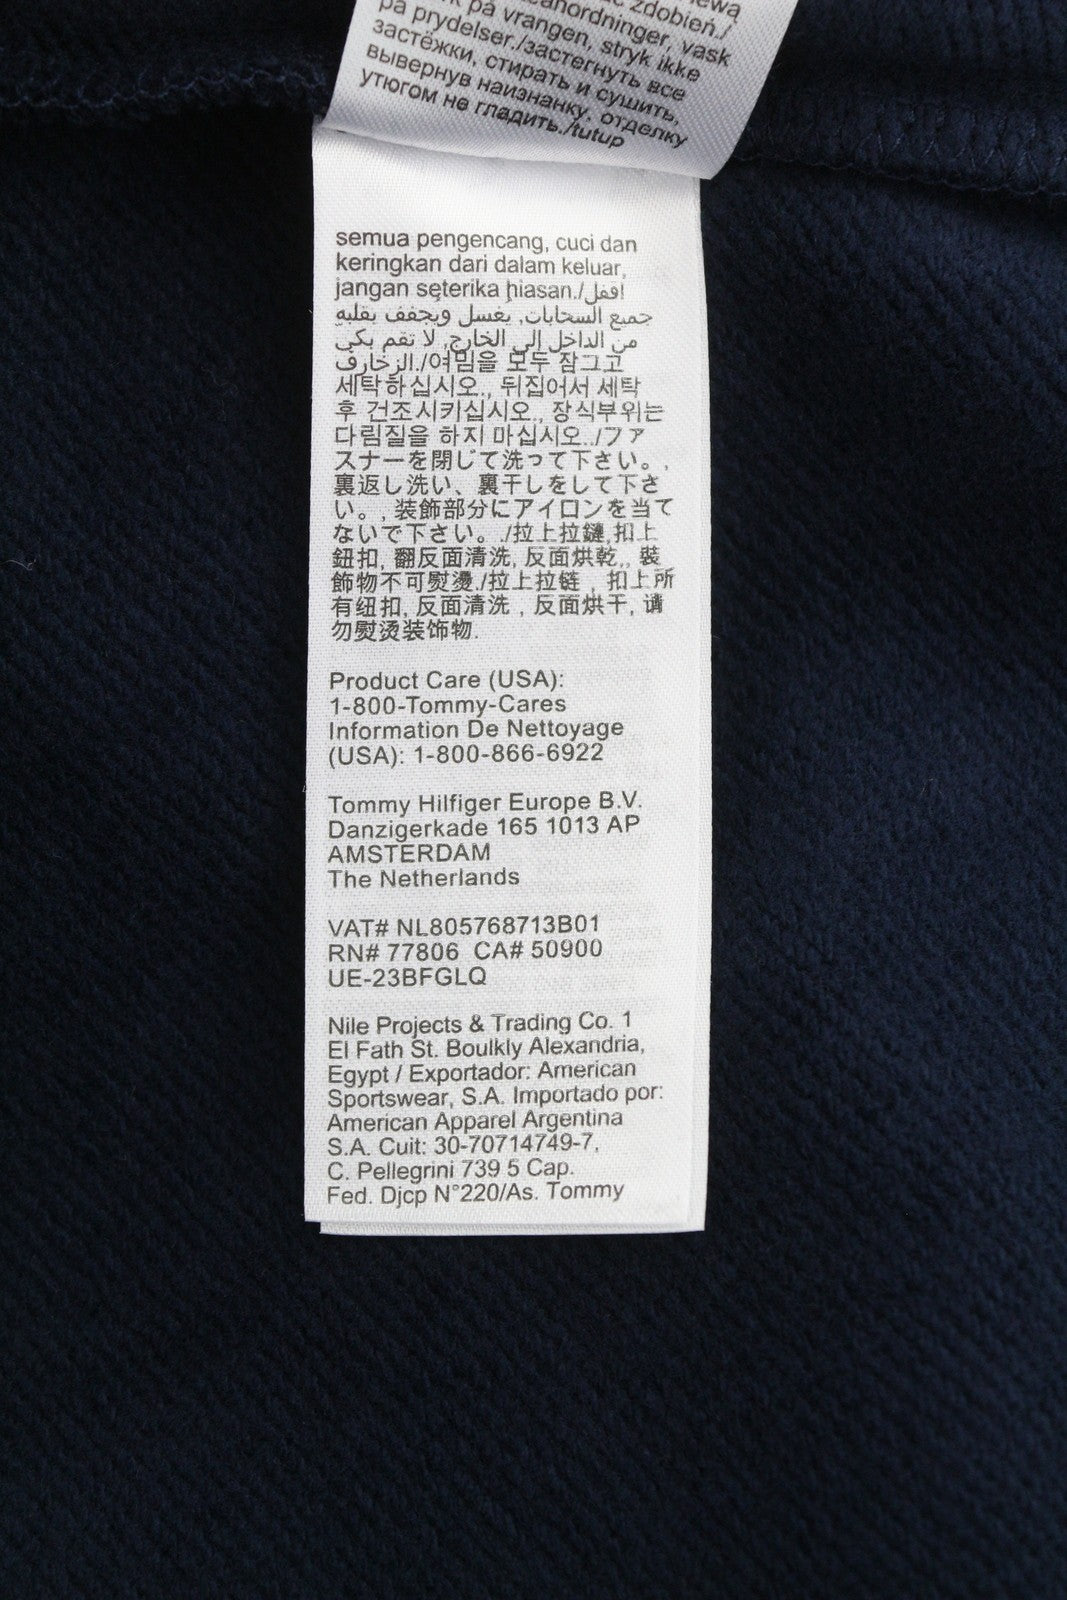 zdobień./
anordninger, vask
på vrangen, stryk ikke
på prydelser./застегнуть все
застёжки, стирать и сушить,
вывернув наизнанку, отделку
утюгом не гладить./tutup
semua pengencang, cuci dan
keringkan dari dalam keluar,
jangan seterika hiasan./اقفل
جميع السحابات, يغسل ويجفف بقلبه
من الداخل إلى الخارج, لا تقم بكيّ
الزخارف./여밈을 모두 잠그고
세탁하십시오., 뒤집어서 세탁
후 건조시키십시오., 장식부위는
다림질을 하지 마십시오../ファ
スナーを閉じて洗って下さい。,
裏返し洗い、裏干しをして下さ
い。, 装飾部分にアイロンを当て
ないで下さい。./拉上拉鏈,扣上
鈕扣, 翻反面清洗, 反面烘乾,, 裝
飾物不可熨燙./拉上拉链 , 扣上所
有纽扣, 反面清洗 , 反面烘干, 请
勿熨烫装饰物.
Product Care (USA):
1-800-Tommy-Cares
Information De Nettoyage
(USA): 1-800-866-6922
Tommy Hilfiger Europe B.V.
Danzigerkade 165 1013 AP
AMSTERDAM
The Netherlands
VAT# NL805768713B01
RN# 77806 CA# 50900
UE-23BFGLQ
Nile Projects & Trading Co. 1
El Fath St. Boulkly Alexandria,
Egypt / Exportador: American
Sportswear, S.A. Importado por:
American Apparel Argentina
S.A. Cuit: 30-70714749-7,
C. Pellegrini 739 5 Cap.
Fed. Djcp N°220/As. Tommy